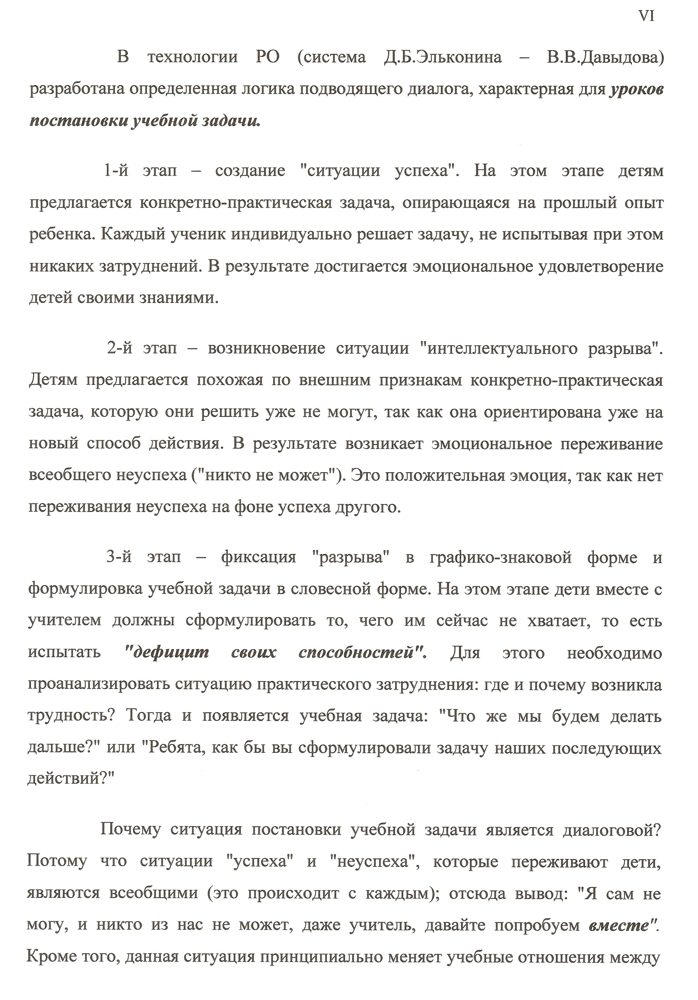 VI
В технологии РО (система Д.Б.Эльконина – В.В.Давыдова)
разработана определенная логика подводящего диалога, характерная для уроков
постановки учебной задачи.
1-й этап – создание "ситуации успеха". На этом этапе детям
предлагается конкретно-практическая задача, опирающаяся на прошлый опыт
ребенка. Каждый ученик индивидуально решает задачу, не испытывая при этом
никаких затруднений. В результате достигается эмоциональное удовлетворение
детей своими знаниями.
2-й этап – возникновение ситуации "интеллектуального разрыва".
Детям предлагается похожая по внешним признакам конкретно-практическая
задача, которую они решить уже не могут, так как она ориентирована уже на
новый способ действия. В результате возникает эмоциональное переживание
всеобщего неуспеха ("никто не может"). Это положительная эмоция, так как нет
переживания неуспеха на фоне успеха другого.
3-й этап – фиксация "разрыва" в графико-знаковой форме и
формулировка учебной задачи в словесной форме. На этом этапе дети вместе с
учителем должны сформулировать то, чего им сейчас не хватает, то есть
испытать "дефицит своих способностей". Для этого необходимо
проанализировать ситуацию практического затруднения: где и почему возникла
трудность? Тогда и появляется учебная задача: "Что же мы будем делать
дальше?" или "Ребята, как бы вы сформулировали задачу наших последующих
действий?"
Почему ситуация постановки учебной задачи является диалоговой?
Потому что ситуации "успеха" и "неуспеха", которые переживают дети,
являются всеобщими (это происходит с каждым); отсюда вывод: "Я сам не
могу, и никто из нас не может, даже учитель, давайте попробуем вместе".
Кроме того, данная ситуация принципиально меняет учебные отношения между